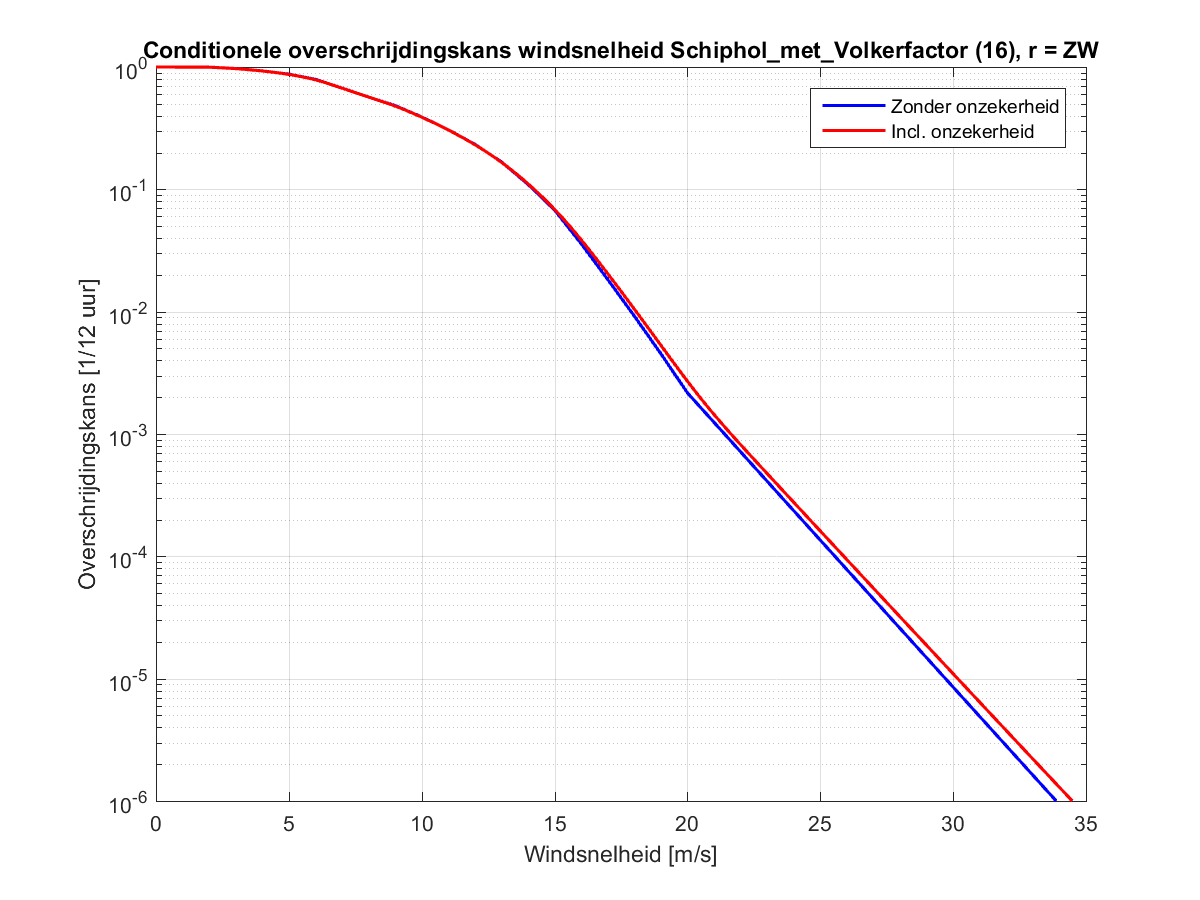 Conditionele overschrijdingskans windsnelheid Schiphol_met_Volkerfactor (16), r = ZW
Zonder onzekerheid
Incl. onzekerheid
Overschrijdingskans [1/12 uur]
10^0
10^-1
10^-2
10^-3
10^-4
10^-5
10^-6
0 5 10 15 20 25 30 35
Windsnelheid [m/s]